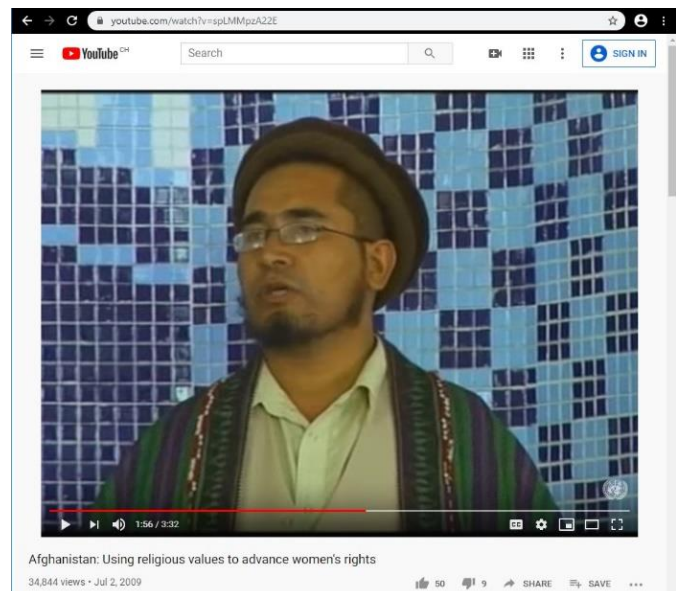 youtube.com/watch?v=spLMMpzA22E
YouTube CH
Search
SIGN IN
1:56 / 3:32
CC
Afghanistan: Using religious values to advance women's rights
34,844 views • Jul 2, 2009
50
9
SHARE
SAVE